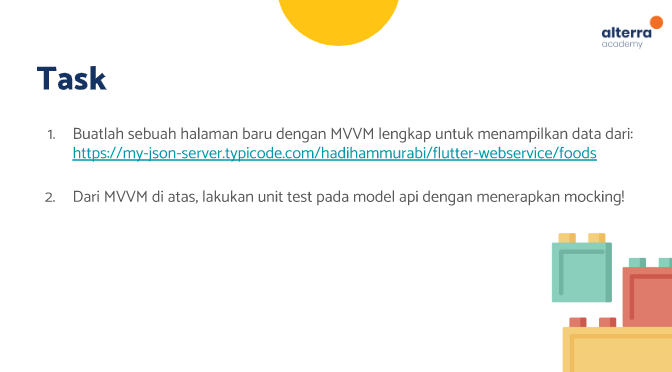 alterra
academy
Task
1. Buatlah sebuah halaman baru dengan MVVM lengkap untuk menampilkan data dari:
https://my-json-server.typicode.com/hadihammurabi/flutter-webservice/foods
2. Dari MVVM di atas, lakukan unit test pada model api dengan menerapkan mocking!